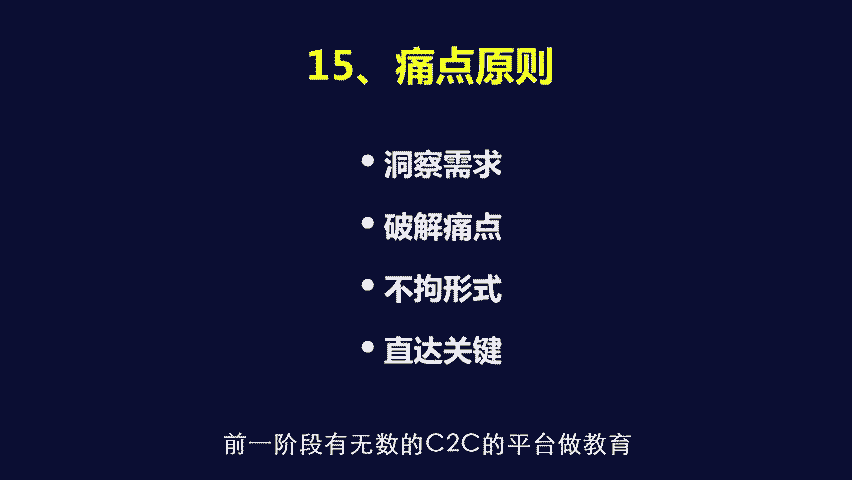 15、痛点原则
• 洞察需求
• 破解痛点
• 不拘形式
• 直达关键
前一阶段有无数的C2C的平台做教育